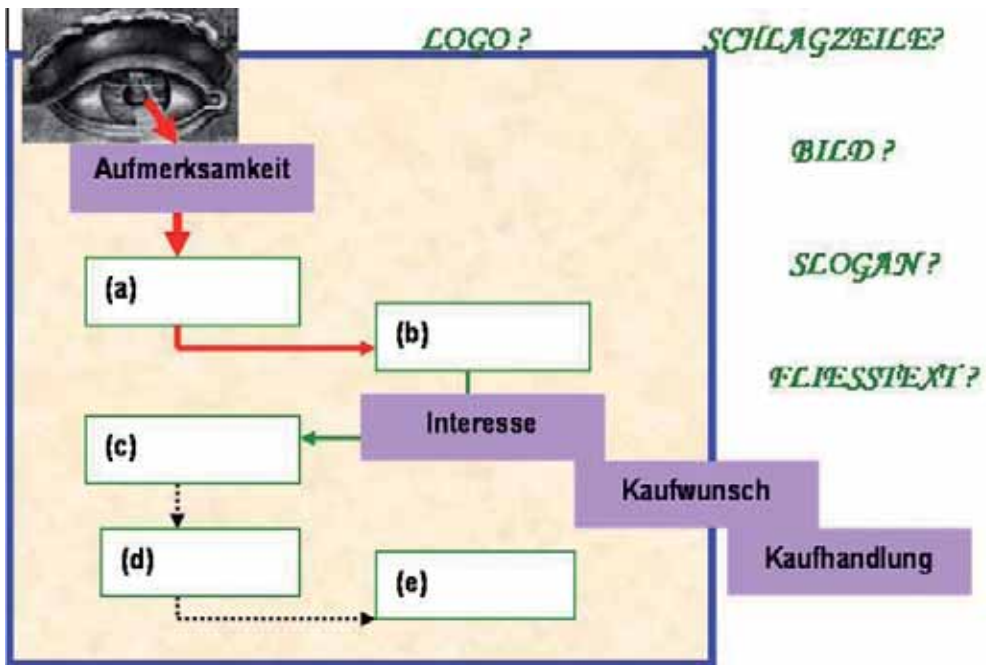 LOGO ?
SCHLAGZEILE?
Aufmerksamkeit
BILD ?
(a)
SLOGAN ?
(b)
FLIESSTEXT ?
Interesse
(c)
Kaufwunsch
(d)
Kaufhandlung
(e)